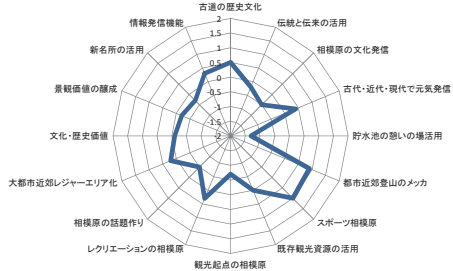 古道の歴史文化
伝統と伝来の活用
相模原の文化発信
古代・近代・現代で元気発信
貯水池の憩いの場活用
都市近郊登山のメッカ
スポーツ相模原
既存観光資源の活用
観光起点の相模原
レクリエーションの相模原
相模原の話題作り
大都市近郊レジャーエリア化
文化・歴史価値
景観価値の醸成
新名所の活用
情報発信機能
2
1.5
1
0.5
0
-0.5
-1
-1.5
-2